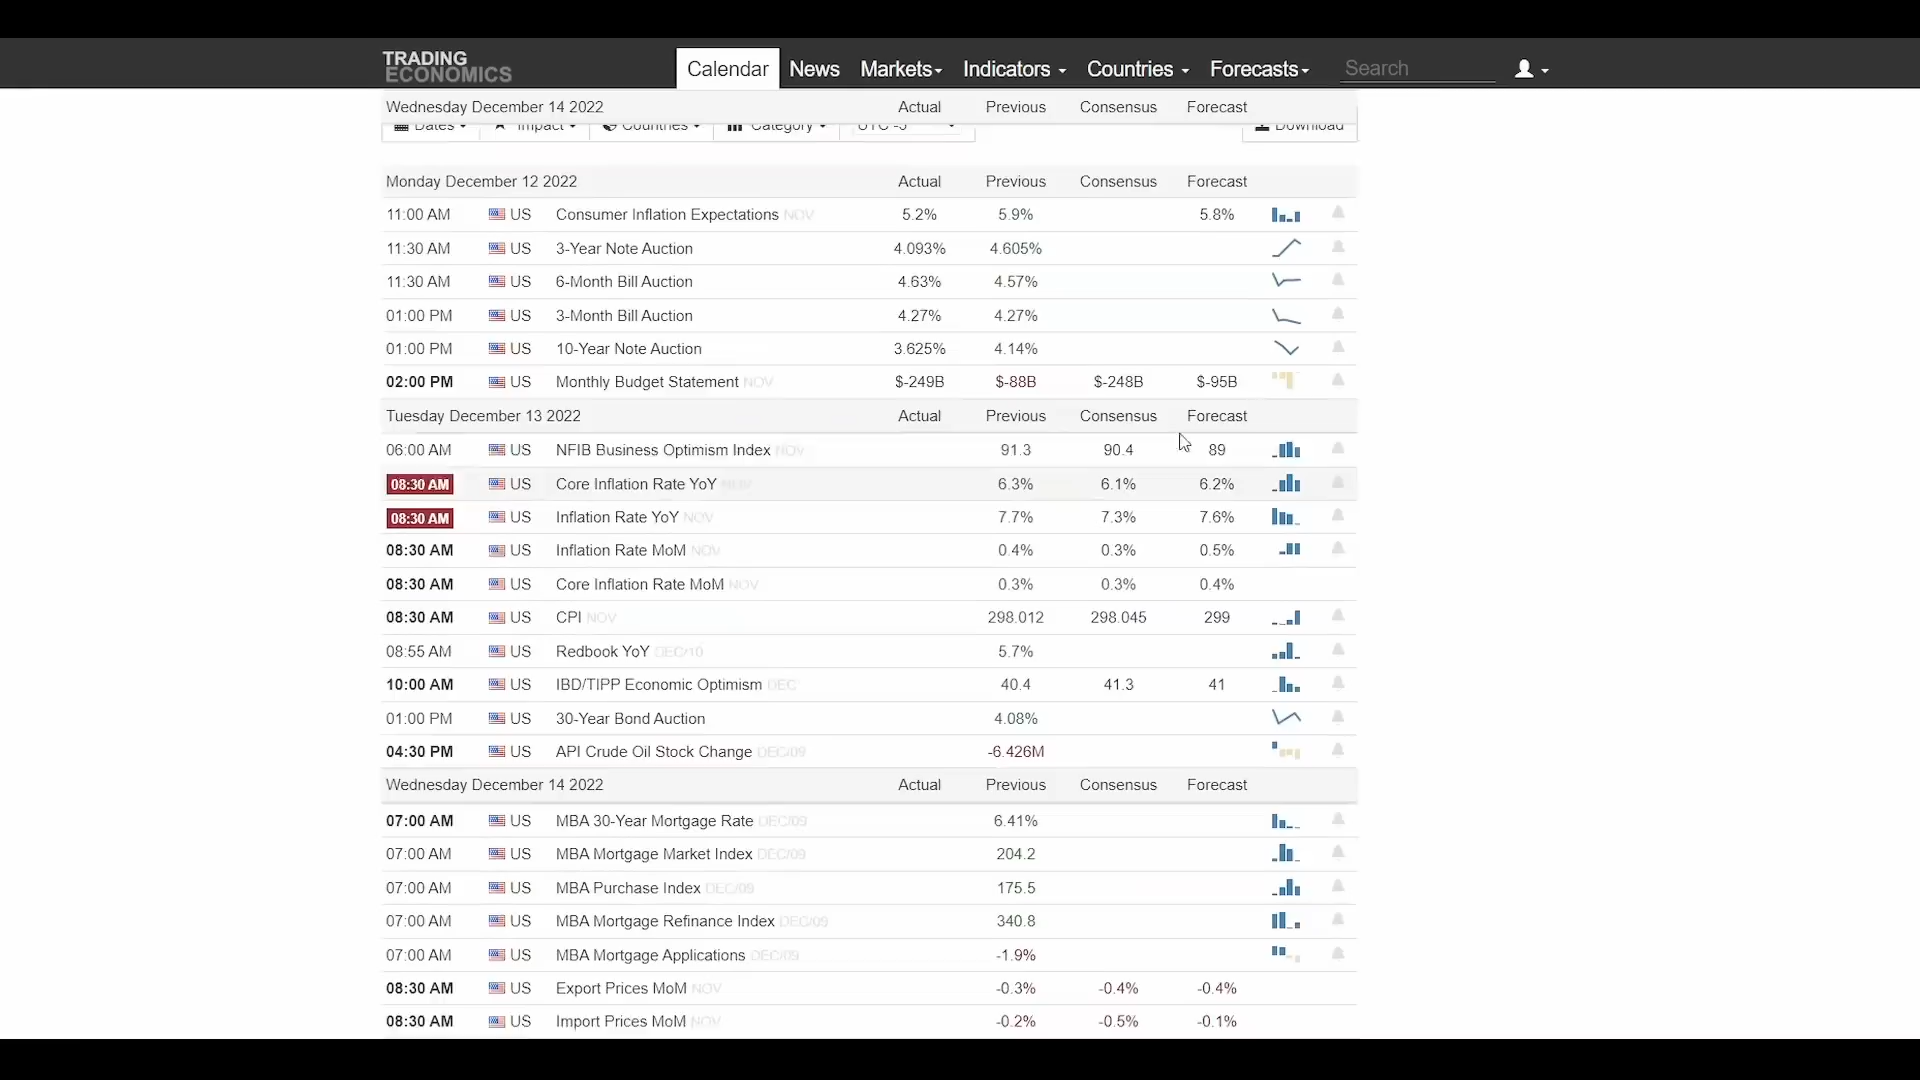 TRADING
ECONOMICS
Calendar News Markets Indicators Countries Forecasts Search
Wednesday December 14 2022 Actual Previous Consensus Forecast
Dates Impact Countries Category UTC -5 Download
Monday December 12 2022 Actual Previous Consensus Forecast
11:00 AM US Consumer Inflation Expectations NOV 5.2% 5.9% 5.8%
11:30 AM US 3-Year Note Auction 4.093% 4.605%
11:30 AM US 6-Month Bill Auction 4.63% 4.57%
01:00 PM US 3-Month Bill Auction 4.27% 4.27%
01:00 PM US 10-Year Note Auction 3.625% 4.14%
02:00 PM US Monthly Budget Statement NOV $-249B $-88B $-248B $-95B
Tuesday December 13 2022 Actual Previous Consensus Forecast
06:00 AM US NFIB Business Optimism Index NOV 91.3 90.4 89
08:30 AM US Core Inflation Rate YoY NOV 6.3% 6.1% 6.2%
08:30 AM US Inflation Rate YoY NOV 7.7% 7.3% 7.6%
08:30 AM US Inflation Rate MoM NOV 0.4% 0.3% 0.5%
08:30 AM US Core Inflation Rate MoM NOV 0.3% 0.3% 0.4%
08:30 AM US CPI NOV 298.012 298.045 299
08:55 AM US Redbook YoY DEC/10 5.7%
10:00 AM US IBD/TIPP Economic Optimism DEC 40.4 41.3 41
01:00 PM US 30-Year Bond Auction 4.08%
04:30 PM US API Crude Oil Stock Change DEC/09 -6.426M
Wednesday December 14 2022 Actual Previous Consensus Forecast
07:00 AM US MBA 30-Year Mortgage Rate DEC/09 6.41%
07:00 AM US MBA Mortgage Market Index DEC/09 204.2
07:00 AM US MBA Purchase Index DEC/09 175.5
07:00 AM US MBA Mortgage Refinance Index DEC/09 340.8
07:00 AM US MBA Mortgage Applications DEC/09 -1.9%
08:30 AM US Export Prices MoM NOV -0.3% -0.4% -0.4%
08:30 AM US Import Prices MoM NOV -0.2% -0.5% -0.1%